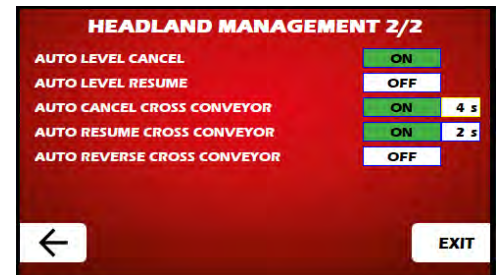 HEADLAND MANAGEMENT 2/2
AUTO LEVEL CANCEL ON
AUTO LEVEL RESUME OFF
AUTO CANCEL CROSS CONVEYOR ON 4 s
AUTO RESUME CROSS CONVEYOR ON 2 s
AUTO REVERSE CROSS CONVEYOR OFF
EXIT